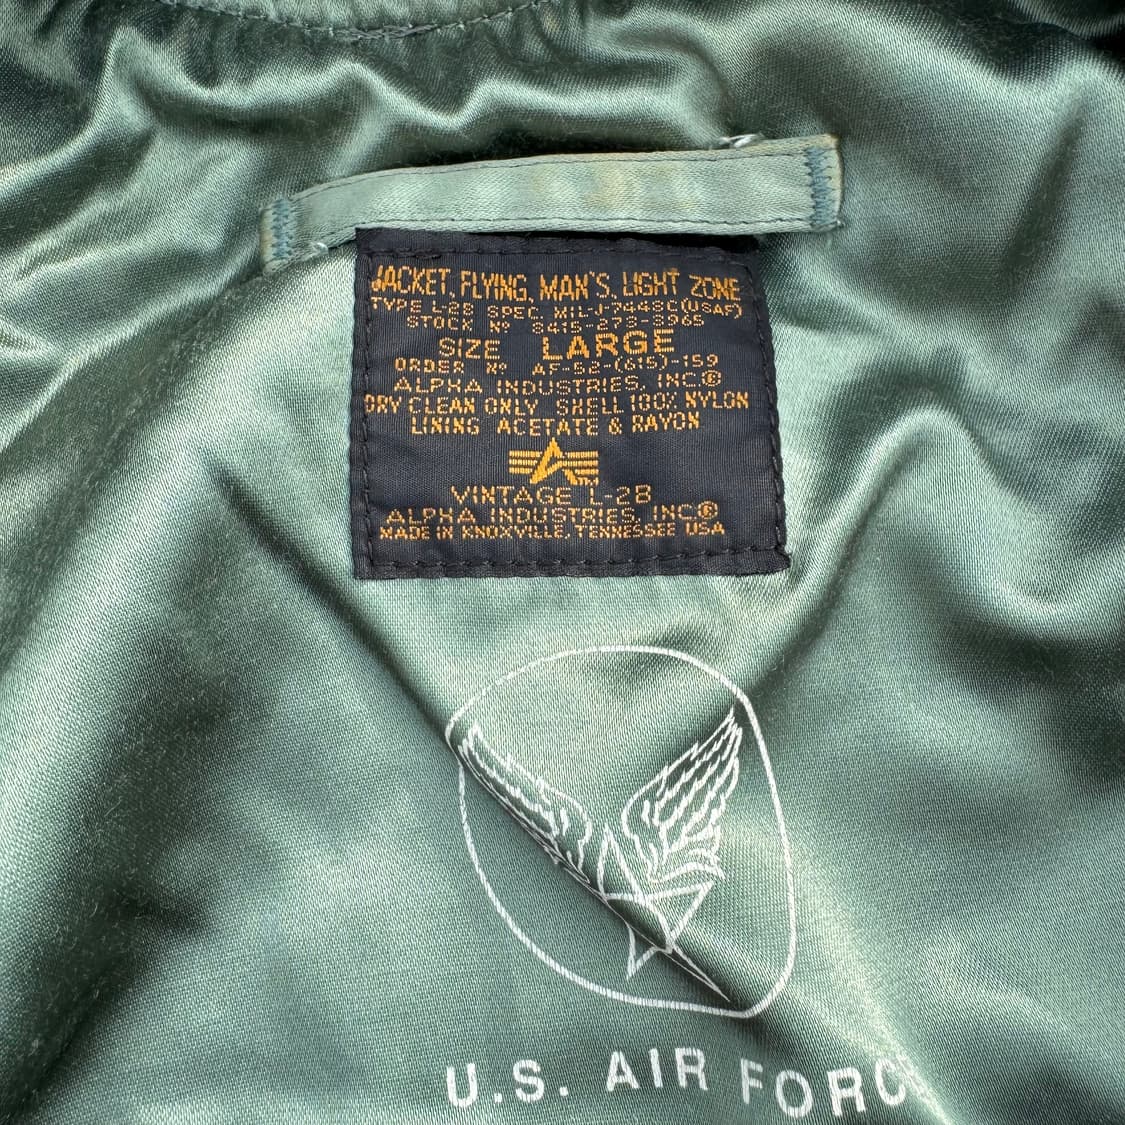 JACKET, FLYING, MAN'S, LIGHT ZONE
TYPE L-2B SPEC. MIL-J-7448C(USAF)
STOCK Nº 8415-273-3965
SIZE LARGE
ORDER Nº AF-52-(615)-159
ALPHA INDUSTRIES, INC.®
DRY CLEAN ONLY SHELL 100% NYLON
LINING ACETATE & RAYON
VINTAGE L-2B
ALPHA INDUSTRIES, INC.®
MADE IN KNOXVILLE, TENNESSEE USA
U.S. AIR FORCE